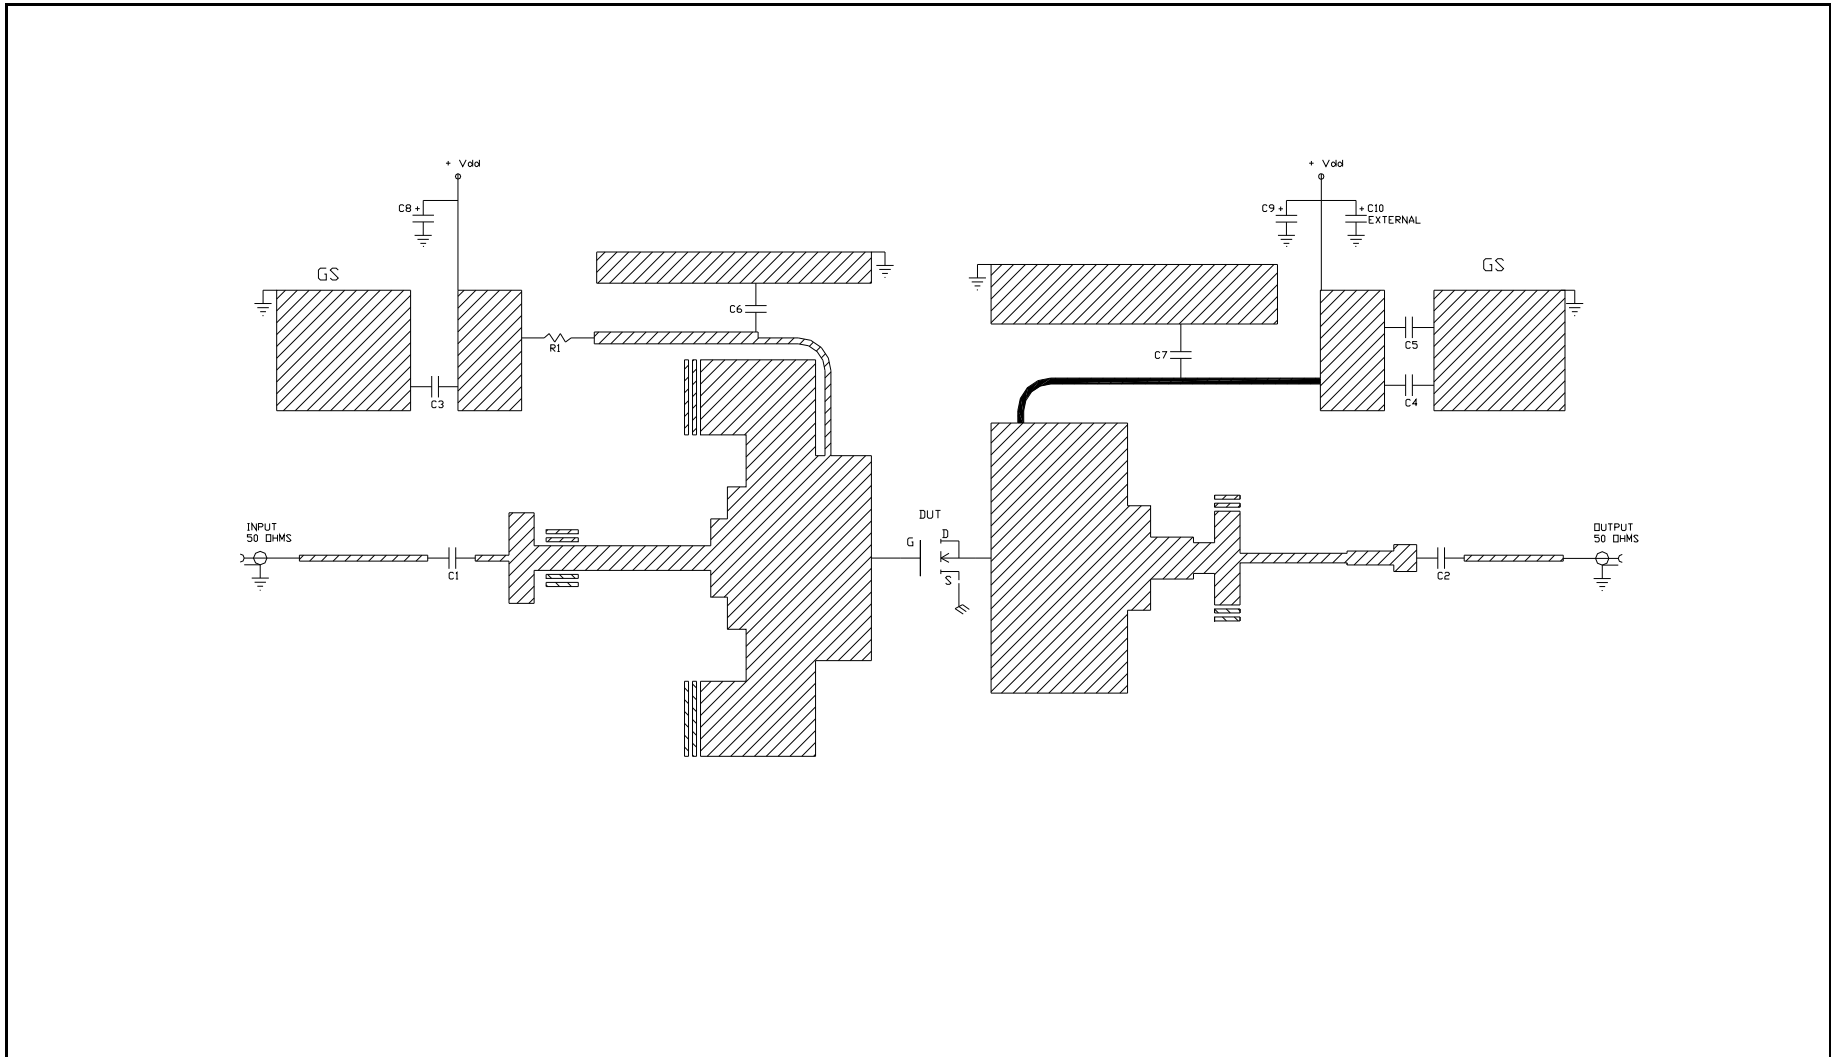 + Vdd
+ Vdd
C8 +
C9 +
+ C10
EXTERNAL
GS
GS
C6
C5
R1
C7
C3
C4
DUT
INPUT
50 OHMS
OUTPUT
50 OHMS
G
D
S
C1
C2